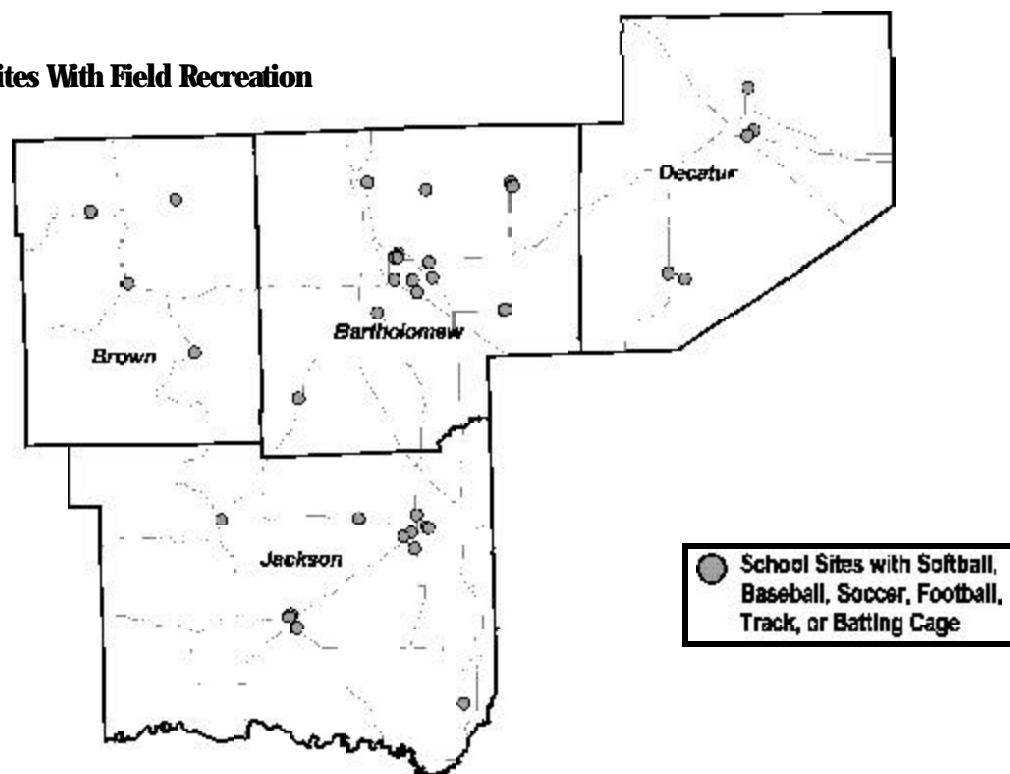 ites With Field Recreation
Decatur
Bartholomew
Brown
Jackson
School Sites with Softball,
Baseball, Soccer, Football,
Track, or Batting Cage